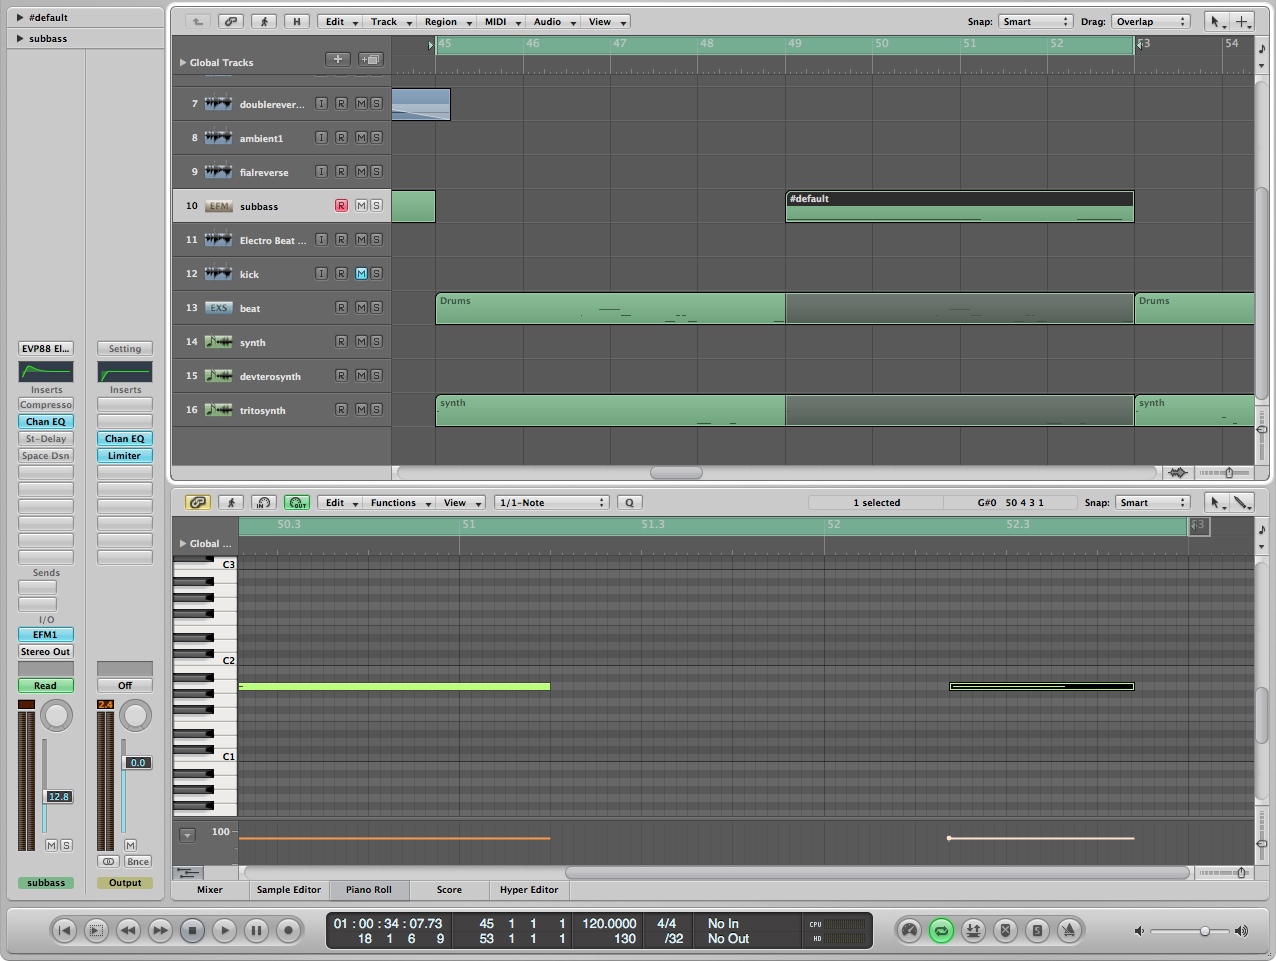 #default
subbass
H Edit Track Region MIDI Audio View Snap: Smart Drag: Overlap
Global Tracks
45 46 47 48 49 50 51 52 53 54
7 doublerever... I R M S
8 ambient1 I R M S
9 fialreverse I R M S
10 EFM subbass R M S
#default
11 Electro Beat ... I R M S
12 kick I R M S
13 EXS beat R M S
Drums Drums
14 synth R M S
15 devterosynth R M S
16 tritosynth R M S
synth synth
EVP88 El...
Inserts
Compresso
Chan EQ
St-Delay
Space Dsn
Sends
I/O
EFM1
Stereo Out
Read
12.8
M S
subbass
Setting
Inserts
Chan EQ
Limiter
Off
2.4
0.0
M
Bnce
Output
IN OUT Edit Functions View 1/1-Note Q 1 selected G#0 50 4 3 1 Snap: Smart
50.3 51 51.3 52 52.3 53
Global ...
C3
C2
C1
100
Mixer Sample Editor Piano Roll Score Hyper Editor
01 : 00 : 34 : 07.73 45 1 1 1 120.0000 4/4 No In CPU
18 1 6 9 53 1 1 1 130 /32 No Out HD
S